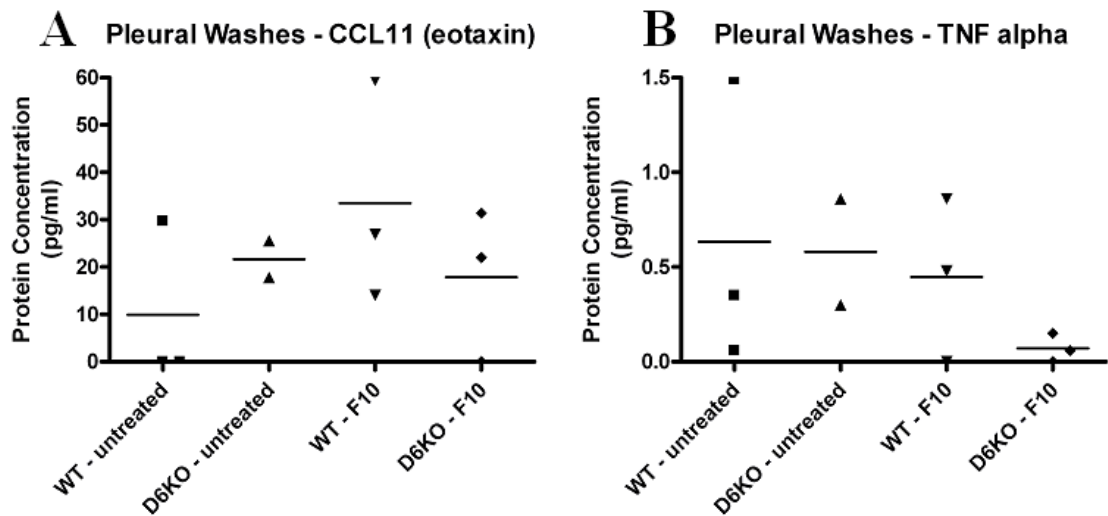 A Pleural Washes - CCL11 (eotaxin)
Protein Concentration
(pg/ml)
60
50
40
30
20
10
0
WT - untreated
D6KO - untreated
WT - F10
D6KO - F10
B Pleural Washes - TNF alpha
Protein Concentration
(pg/ml)
1.5
1.0
0.5
0.0
WT - untreated
D6KO - untreated
WT - F10
D6KO - F10